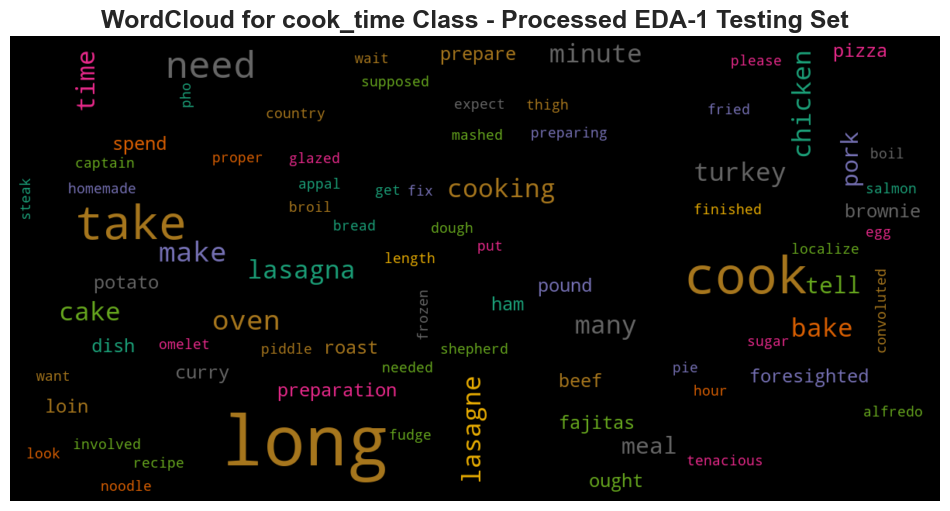 WordCloud for cook_time Class - Processed EDA-1 Testing Set
time
need
wait
prepare
minute
please
pizza
supposed
pho
chicken
country
expect
thigh
fried
spend
mashed
preparing
pork
captain
proper
glazed
boil
steak
homemade
appal
get
fix
cooking
turkey
salmon
take
broil
finished
brownie
bread
dough
egg
make
put
length
localize
lasagna
potato
pound
cook
tell
convoluted
cake
ham
frozen
oven
many
bake
dish
omelet
piddle
roast
shepherd
sugar
want
curry
needed
pie
foresighted
preparation
beef
hour
loin
lasagne
long
fudge
fajitas
alfredo
look
involved
meal
recipe
tenacious
noodle
ought